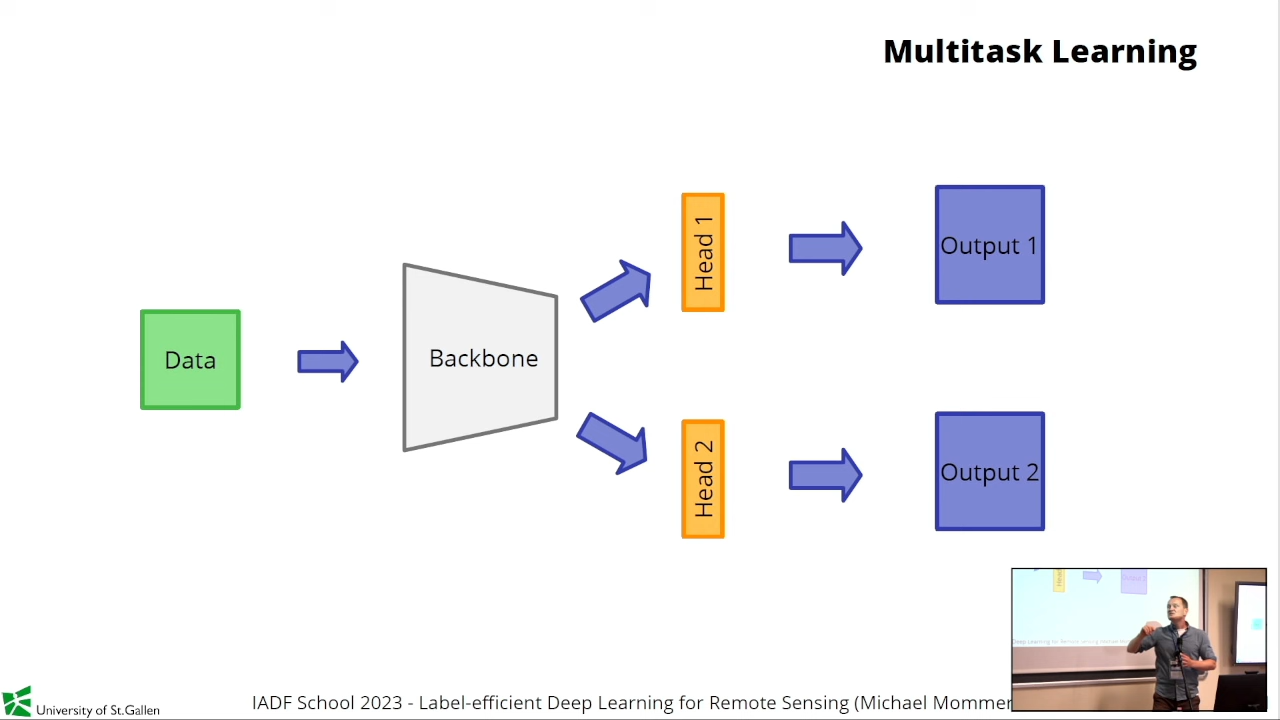 Multitask Learning
Data
Backbone
Head 1
Output 1
Head 2
Output 2
University of St.Gallen
IADF School 2023 - Label-efficient Deep Learning for Remote Sensing (Michael Mommer